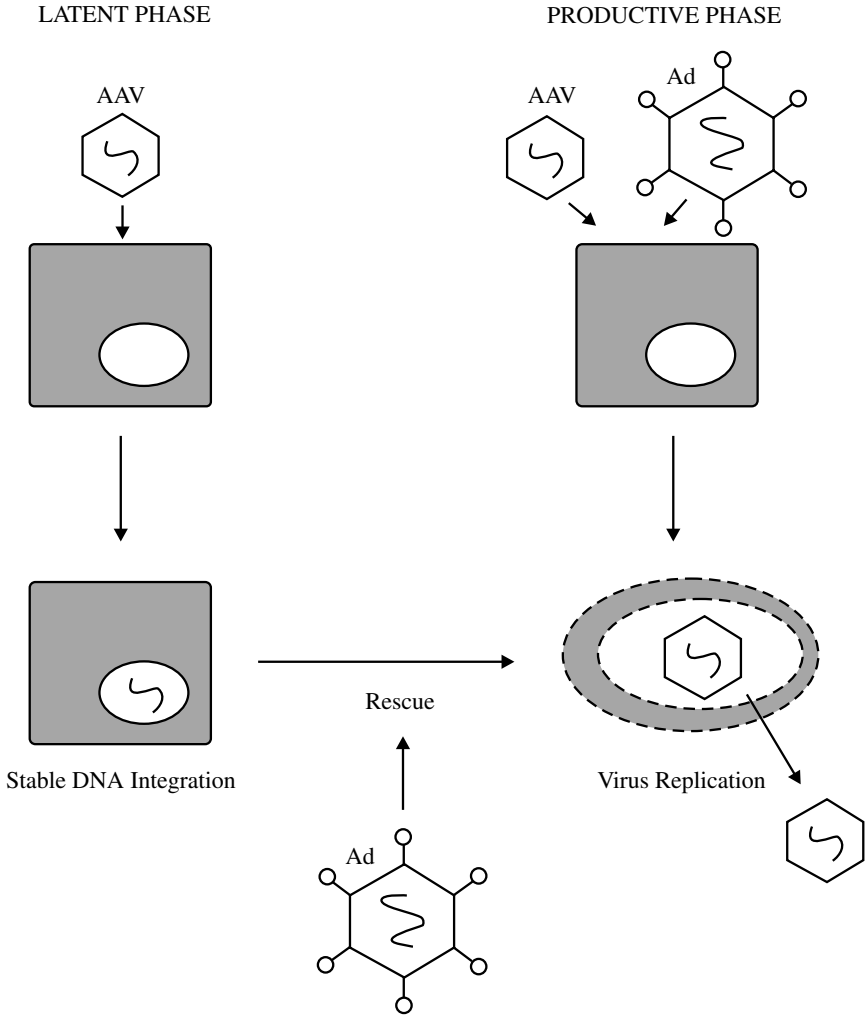 LATENT PHASE
PRODUCTIVE PHASE
AAV
AAV
Ad
Rescue
Stable DNA Integration
Virus Replication
Ad